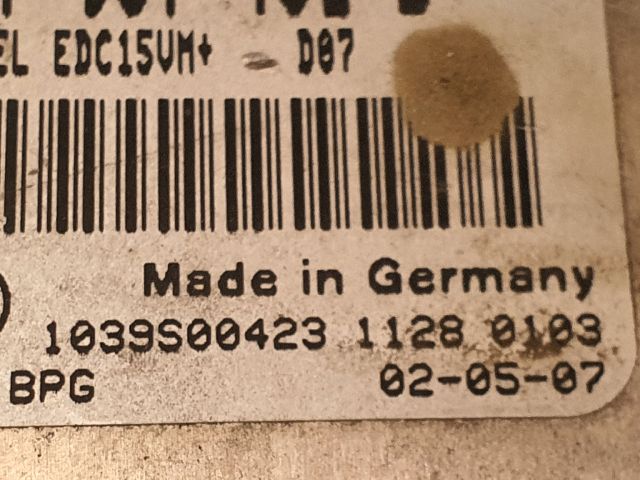 EL EDC15VM+ - D07
Made in Germany
1039S00423 1128 0103
BPG 02-05-07